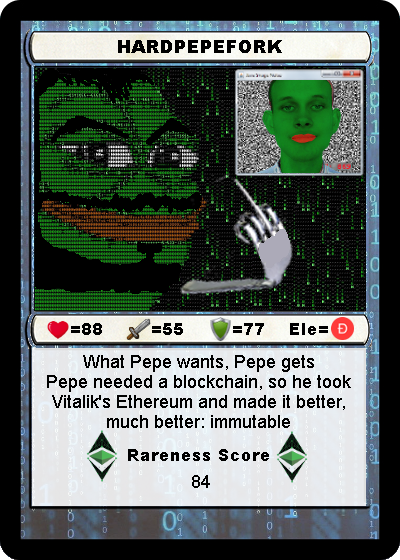 HARDPEPEFORK
=88 =55 =77 Ele=Đ
What Pepe wants, Pepe gets
Pepe needed a blockchain, so he took
Vitalik's Ethereum and made it better,
much better: immutable
Rareness Score
84